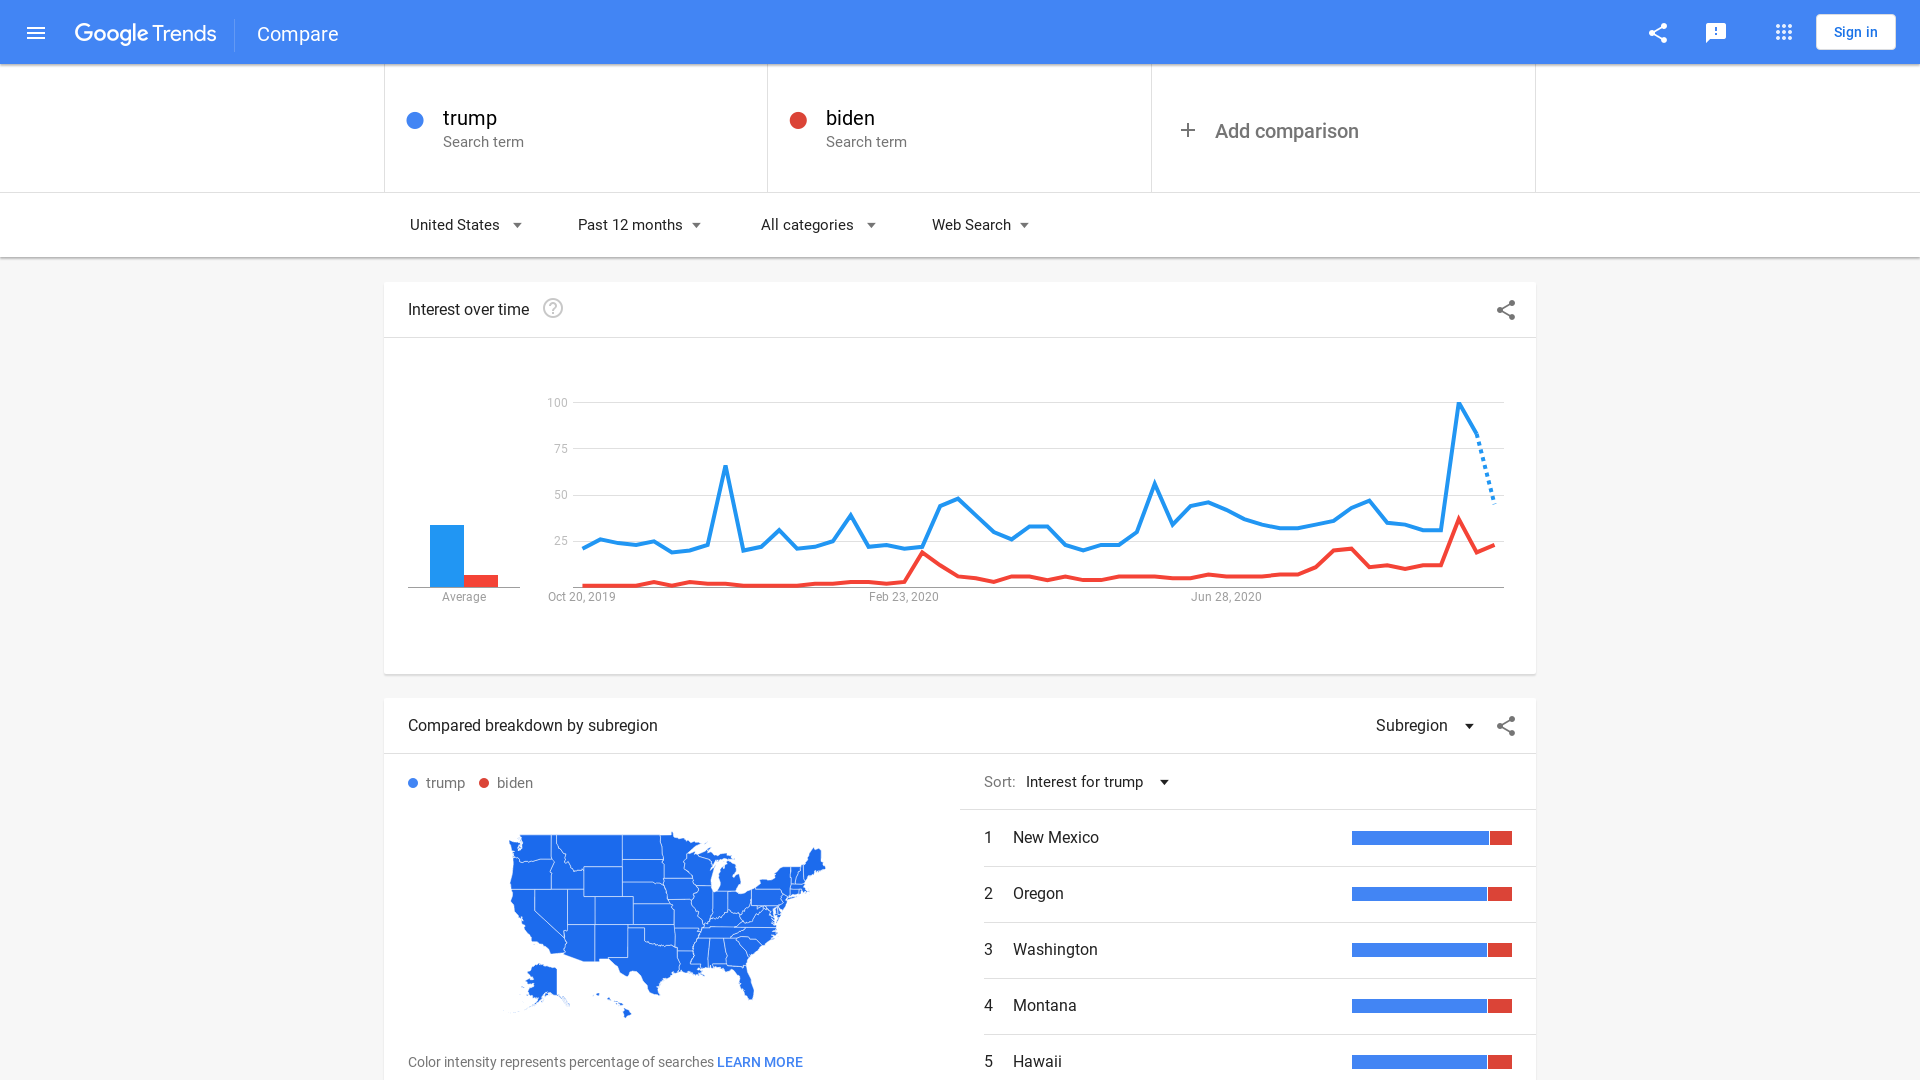 Google Trends Compare Sign in
trump
Search term
biden
Search term
Add comparison
United States Past 12 months All categories Web Search
Interest over time
100
75
50
25
Average
Oct 20, 2019 Feb 23, 2020 Jun 28, 2020
Compared breakdown by subregion Subregion
trump biden
Sort: Interest for trump
1 New Mexico
2 Oregon
3 Washington
4 Montana
5 Hawaii
Color intensity represents percentage of searches LEARN MORE